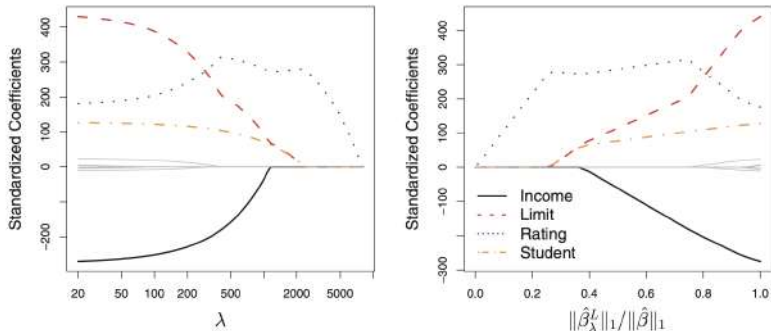 Standardized Coefficients
400
300
200
100
0
−200
20 50 100 200 500 2000 5000
λ
Standardized Coefficients
400
300
200
100
0
−100
−300
Income
Limit
Rating
Student
0.0 0.2 0.4 0.6 0.8 1.0
‖β̂ᴸλ‖₁/‖β̂‖₁